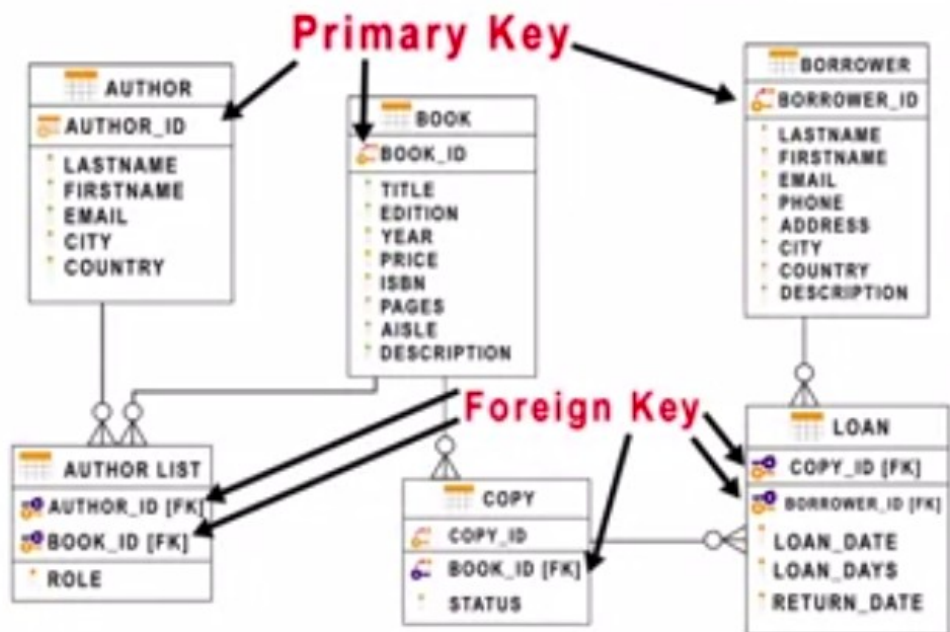 Primary Key
AUTHOR
AUTHOR_ID
LASTNAME
FIRSTNAME
EMAIL
CITY
COUNTRY
BOOK
BOOK_ID
TITLE
EDITION
YEAR
PRICE
ISBN
PAGES
AISLE
DESCRIPTION
BORROWER
BORROWER_ID
LASTNAME
FIRSTNAME
EMAIL
PHONE
ADDRESS
CITY
COUNTRY
DESCRIPTION
Foreign Key
AUTHOR LIST
AUTHOR_ID [FK]
BOOK_ID [FK]
ROLE
COPY
COPY_ID
BOOK_ID [FK]
STATUS
LOAN
COPY_ID [FK]
BORROWER_ID [FK]
LOAN_DATE
LOAN_DAYS
RETURN_DATE